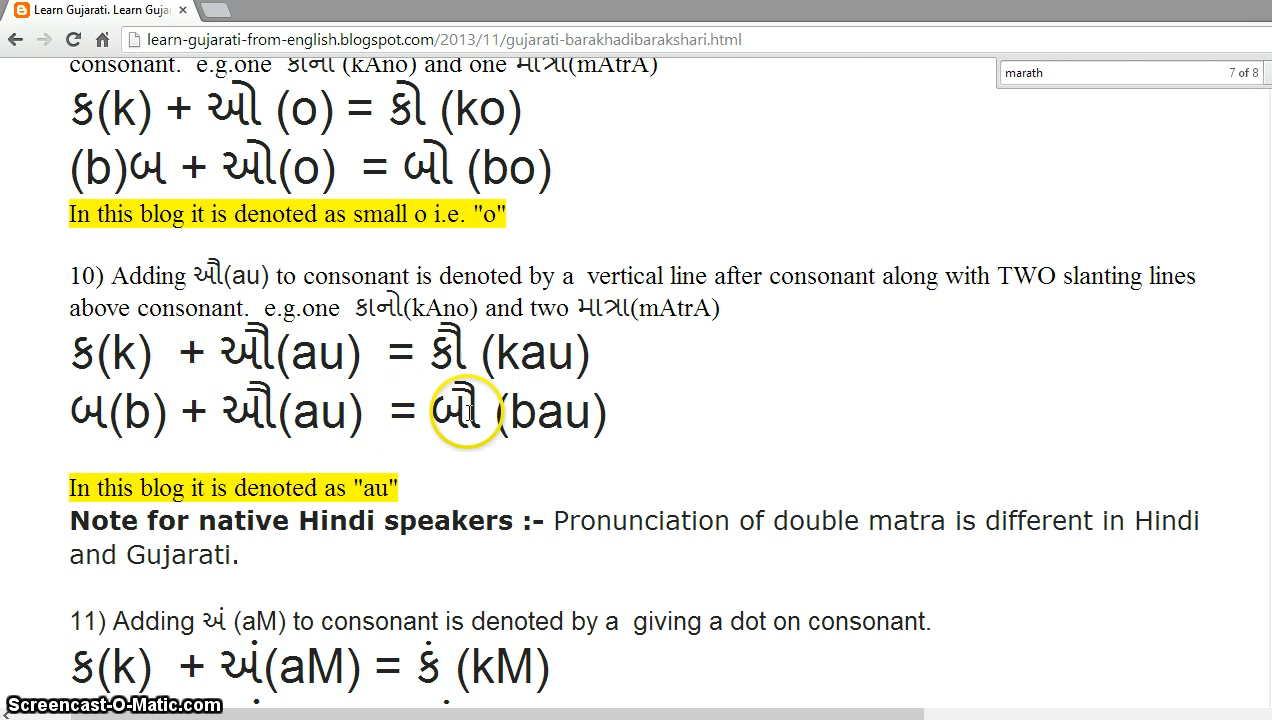 Learn Gujarati. Learn Guja
learn-gujarati-from-english.blogspot.com/2013/11/gujarati-barakhadibarakshari.html
marath 7 of 8
consonant. e.g.one કાનો (kAno) and one માત્રા(mAtrA)
ક(k) + ઓ (o) = કો (ko)
(b)બ + ઓ(o) = બો (bo)
In this blog it is denoted as small o i.e. "o"
10) Adding ઔ(au) to consonant is denoted by a vertical line after consonant along with TWO slanting lines
above consonant. e.g.one કાનો(kAno) and two માત્રા(mAtrA)
ક(k) + ઔ(au) = કૌ (kau)
બ(b) + ઔ(au) = બૌ (bau)
In this blog it is denoted as "au"
Note for native Hindi speakers :- Pronunciation of double matra is different in Hindi
and Gujarati.
11) Adding અં (aM) to consonant is denoted by a giving a dot on consonant.
ક(k) + અં(aM) = કં (kM)
Screencast-O-Matic.com